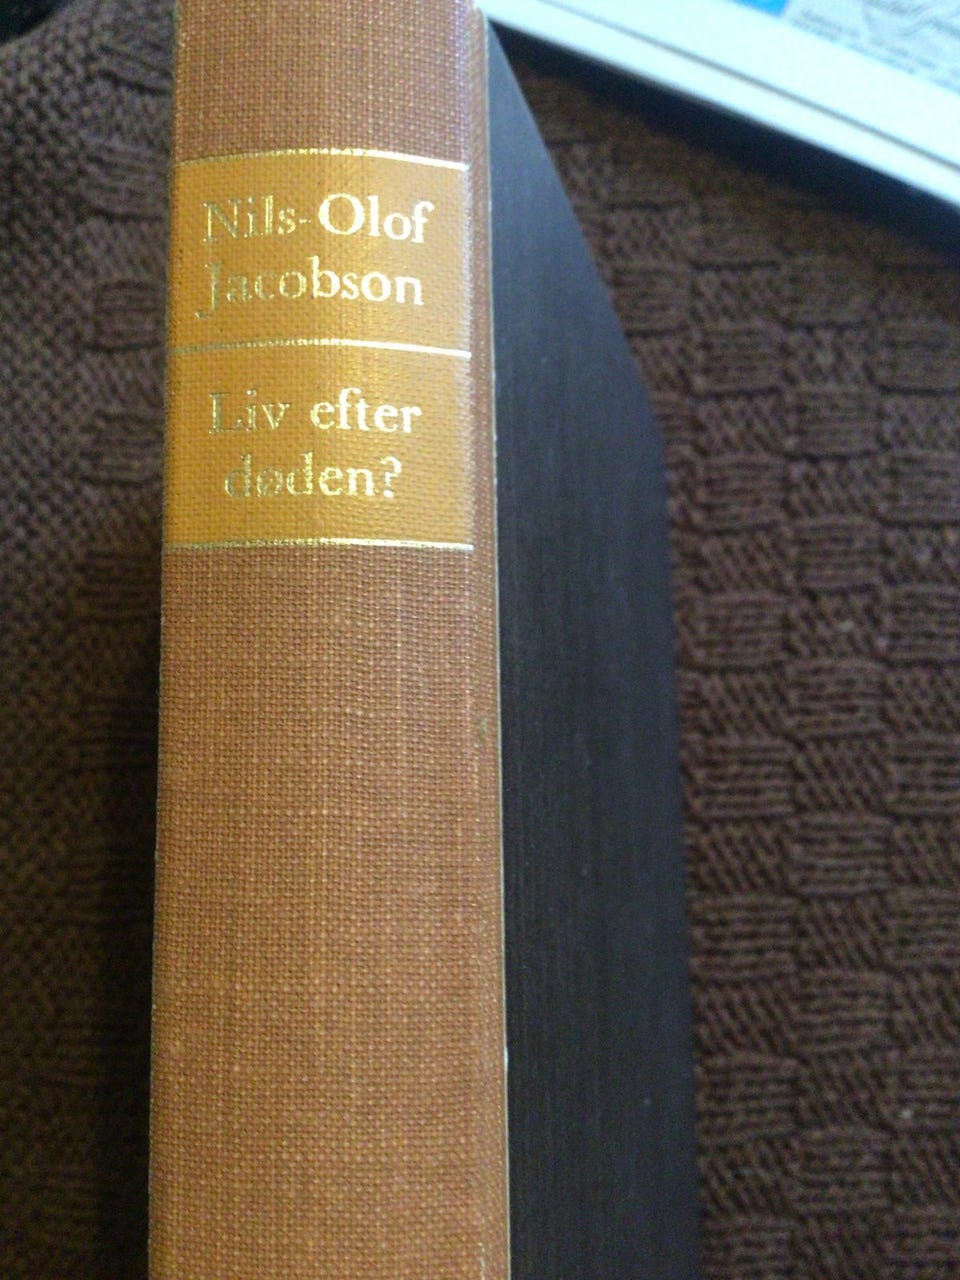 Nils-Olof
Jacobson
Liv efter
døden?